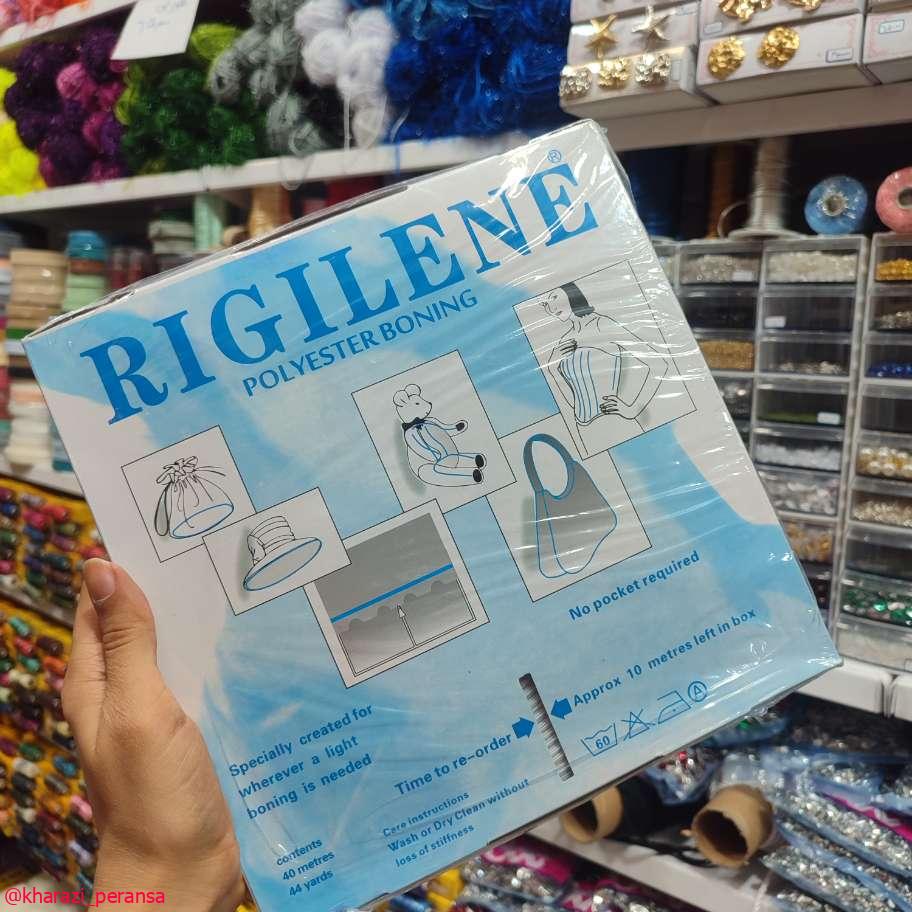 RIGILENE®
POLYESTER BONING
No pocket required
Approx 10 metres left in box
Time to re-order
60
A
Specially created for
wherever a light
boning is needed
contents
40 metres
44 yards
Care instructions
Wash or Dry Clean without
loss of stiffness
@kharazi_peransa